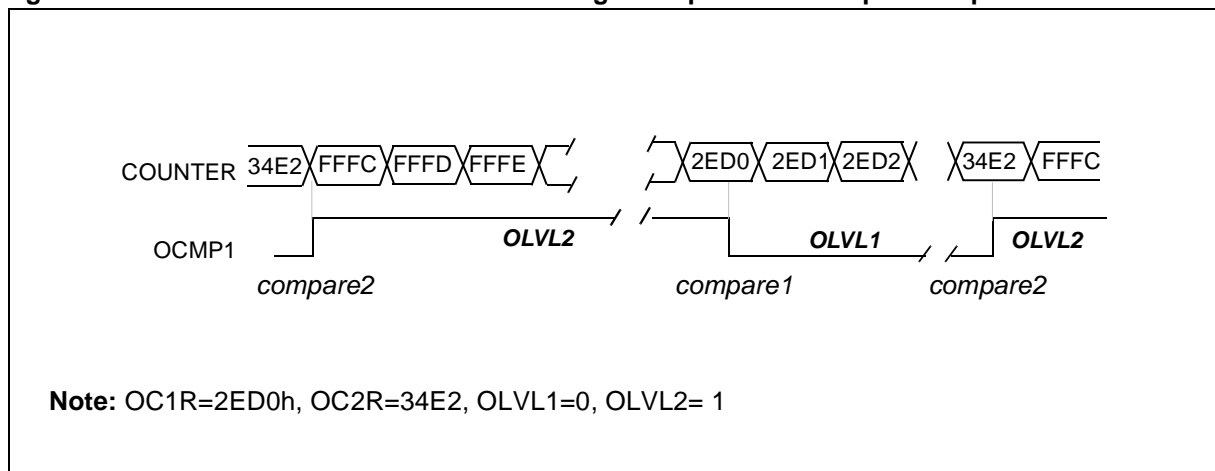 COUNTER 34E2 FFFC FFFD FFFE 2ED0 2ED1 2ED2 34E2 FFFC
OCMP1 OLVL2 OLVL1 OLVL2
compare2 compare1 compare2
Note: OC1R=2ED0h, OC2R=34E2, OLVL1=0, OLVL2= 1